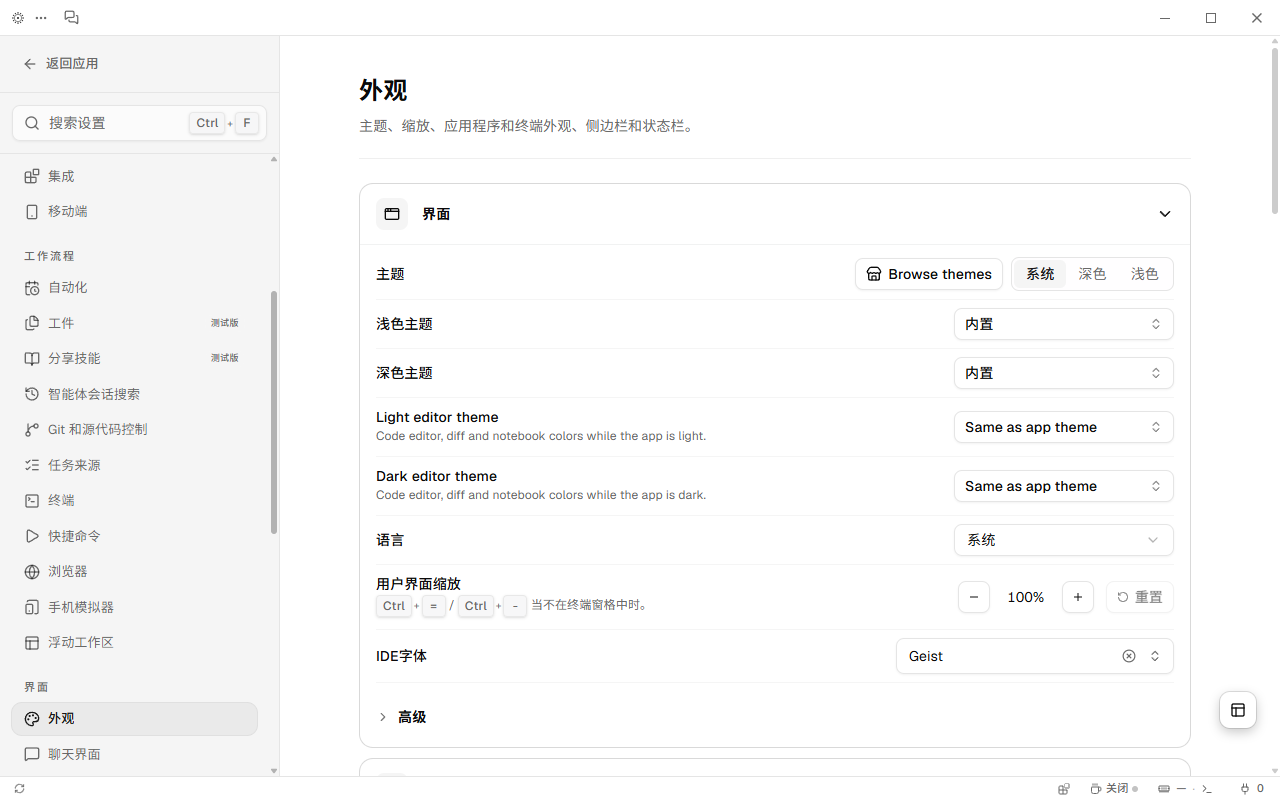 返回应用
搜索设置 Ctrl + F
集成
移动端
工作流程
自动化
工件 测试版
分享技能 测试版
智能体会话搜索
Git 和源代码控制
任务来源
终端
快捷命令
浏览器
手机模拟器
浮动工作区
界面
外观
聊天界面
外观
主题、缩放、应用程序和终端外观、侧边栏和状态栏。
界面
主题 Browse themes 系统 深色 浅色
浅色主题 内置
深色主题 内置
Light editor theme
Code editor, diff and notebook colors while the app is light.
Same as app theme
Dark editor theme
Code editor, diff and notebook colors while the app is dark.
Same as app theme
语言 系统
用户界面缩放
Ctrl + = / Ctrl + - 当不在终端窗格中时。
100% 重置
IDE字体 Geist
高级
关闭 — · 0